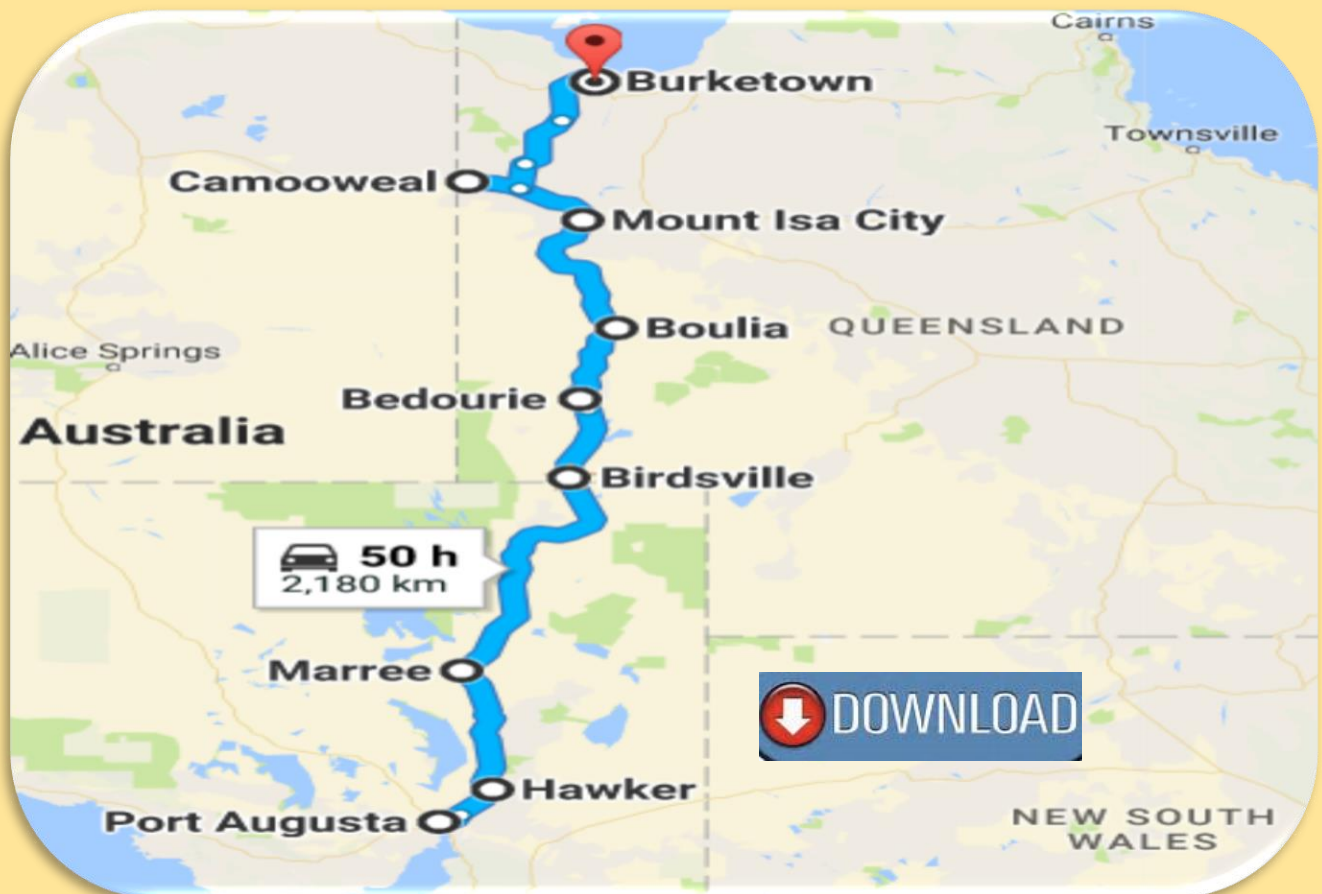 Cairns
Burketown
Townsville
Camooweal
Mount Isa City
Boulia
QUEENSLAND
Alice Springs
Bedourie
Australia
Birdsville
50 h
2,180 km
Marree
DOWNLOAD
Hawker
Port Augusta
NEW SOUTH
WALES